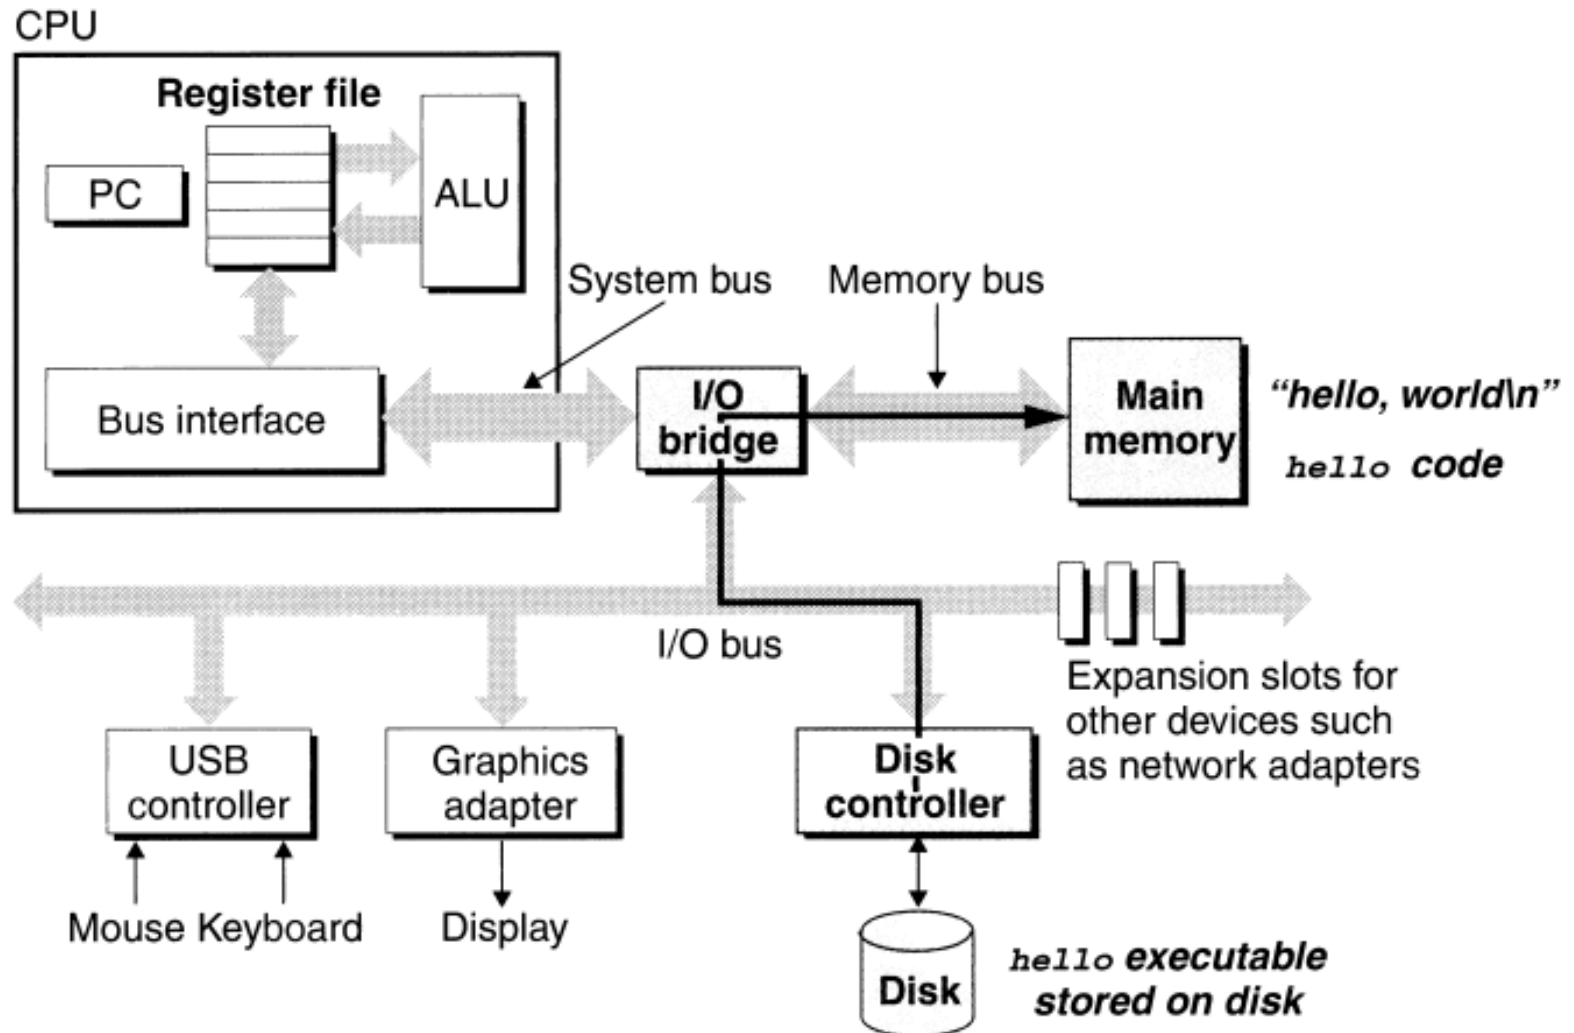 CPU
Register file
PC
ALU
System bus
Memory bus
Bus interface
I/O
bridge
Main
memory
“hello, world\n”
hello code
I/O bus
Expansion slots for
other devices such
as network adapters
USB
controller
Graphics
adapter
Disk
controller
Mouse Keyboard
Display
Disk
hello executable
stored on disk